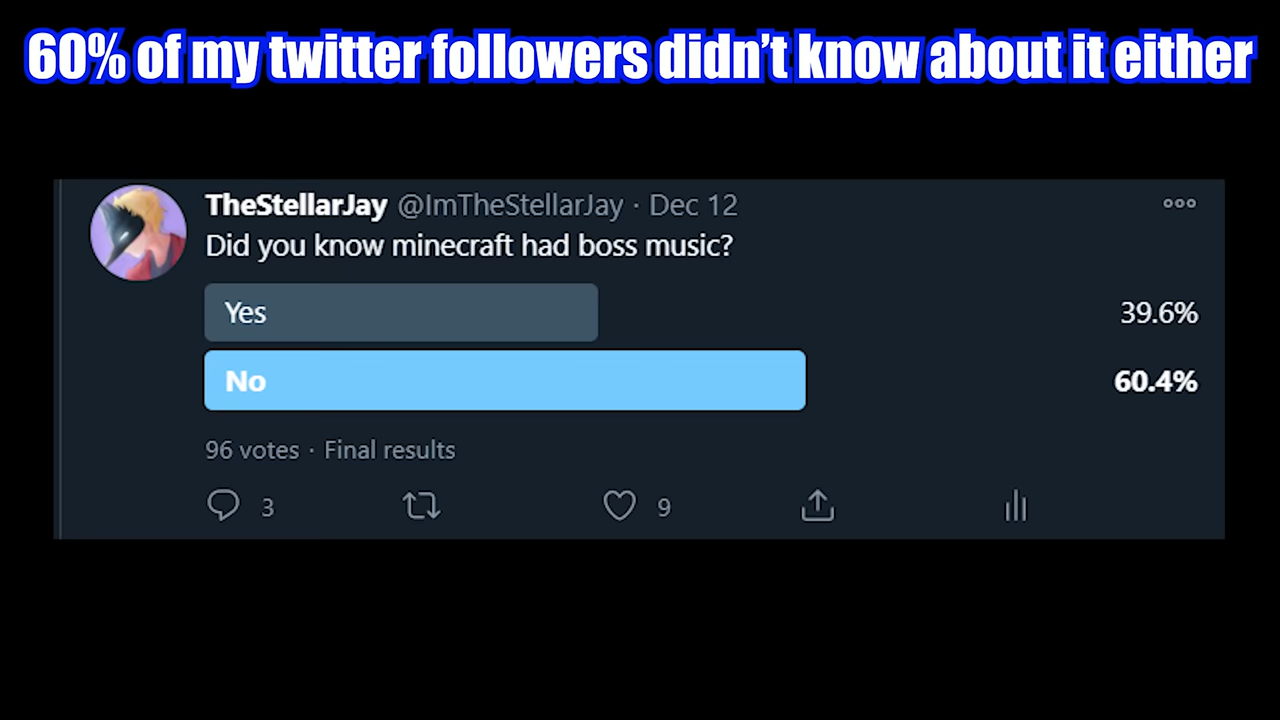 60% of my twitter followers didn't know about it either
TheStellarJay @ImTheStellarJay · Dec 12
Did you know minecraft had boss music?
Yes 39.6%
No 60.4%
96 votes · Final results
3 9